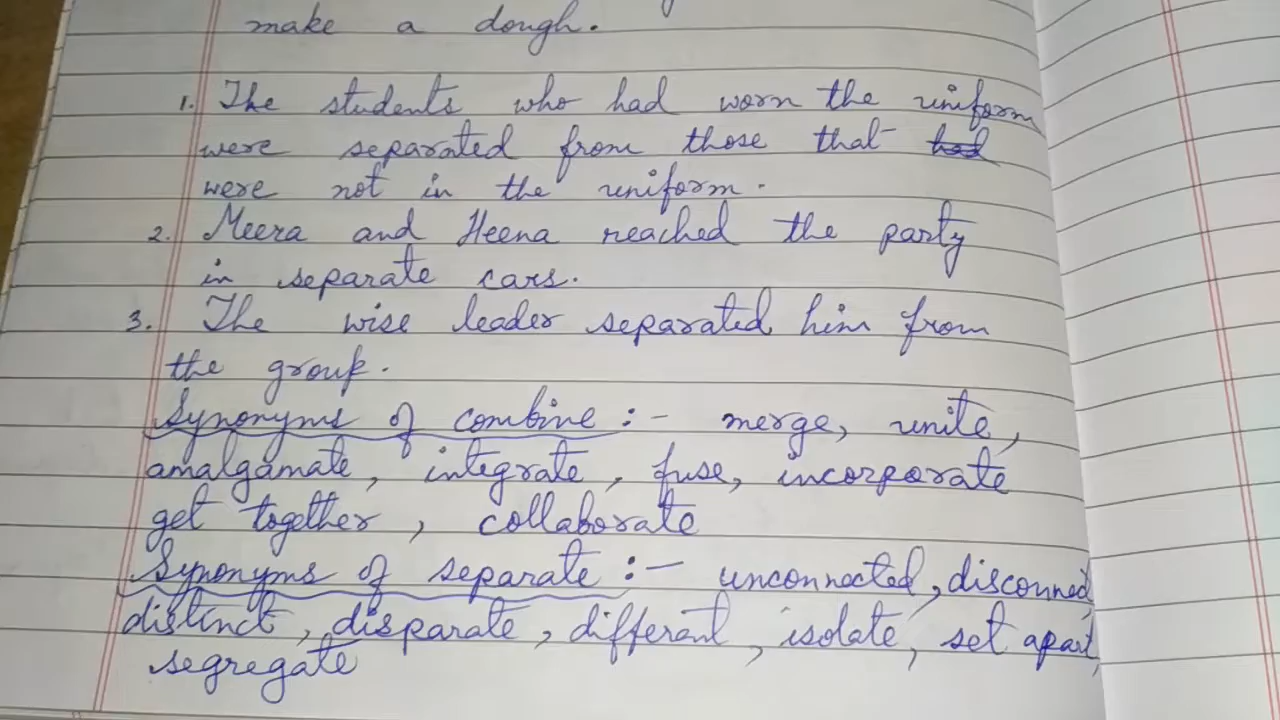 make a dough.
1. The students who had worn the uniform
were separated from those that had
were not in the uniform.
2. Meera and Heena reached the party
in separate cars.
3. The wise leader separated him from
the group.
Synonyms of combine :- merge, unite,
amalgamate, integrate, fuse, incorporate
get together, collaborate
Synonyms of separate :- unconnected, disconnect,
distinct, disparate, different, isolate, set apart,
segregate